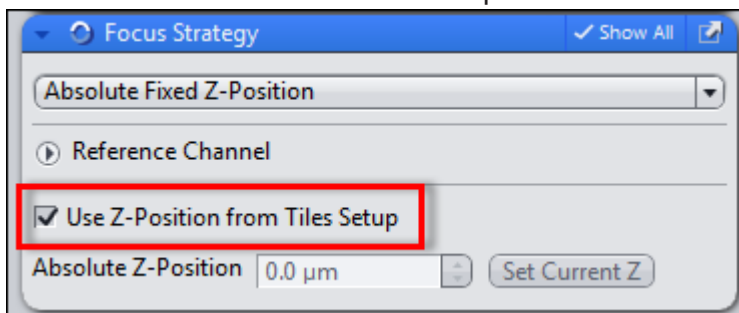 Focus Strategy Show All
Absolute Fixed Z-Position
Reference Channel
Use Z-Position from Tiles Setup
Absolute Z-Position 0.0 µm Set Current Z